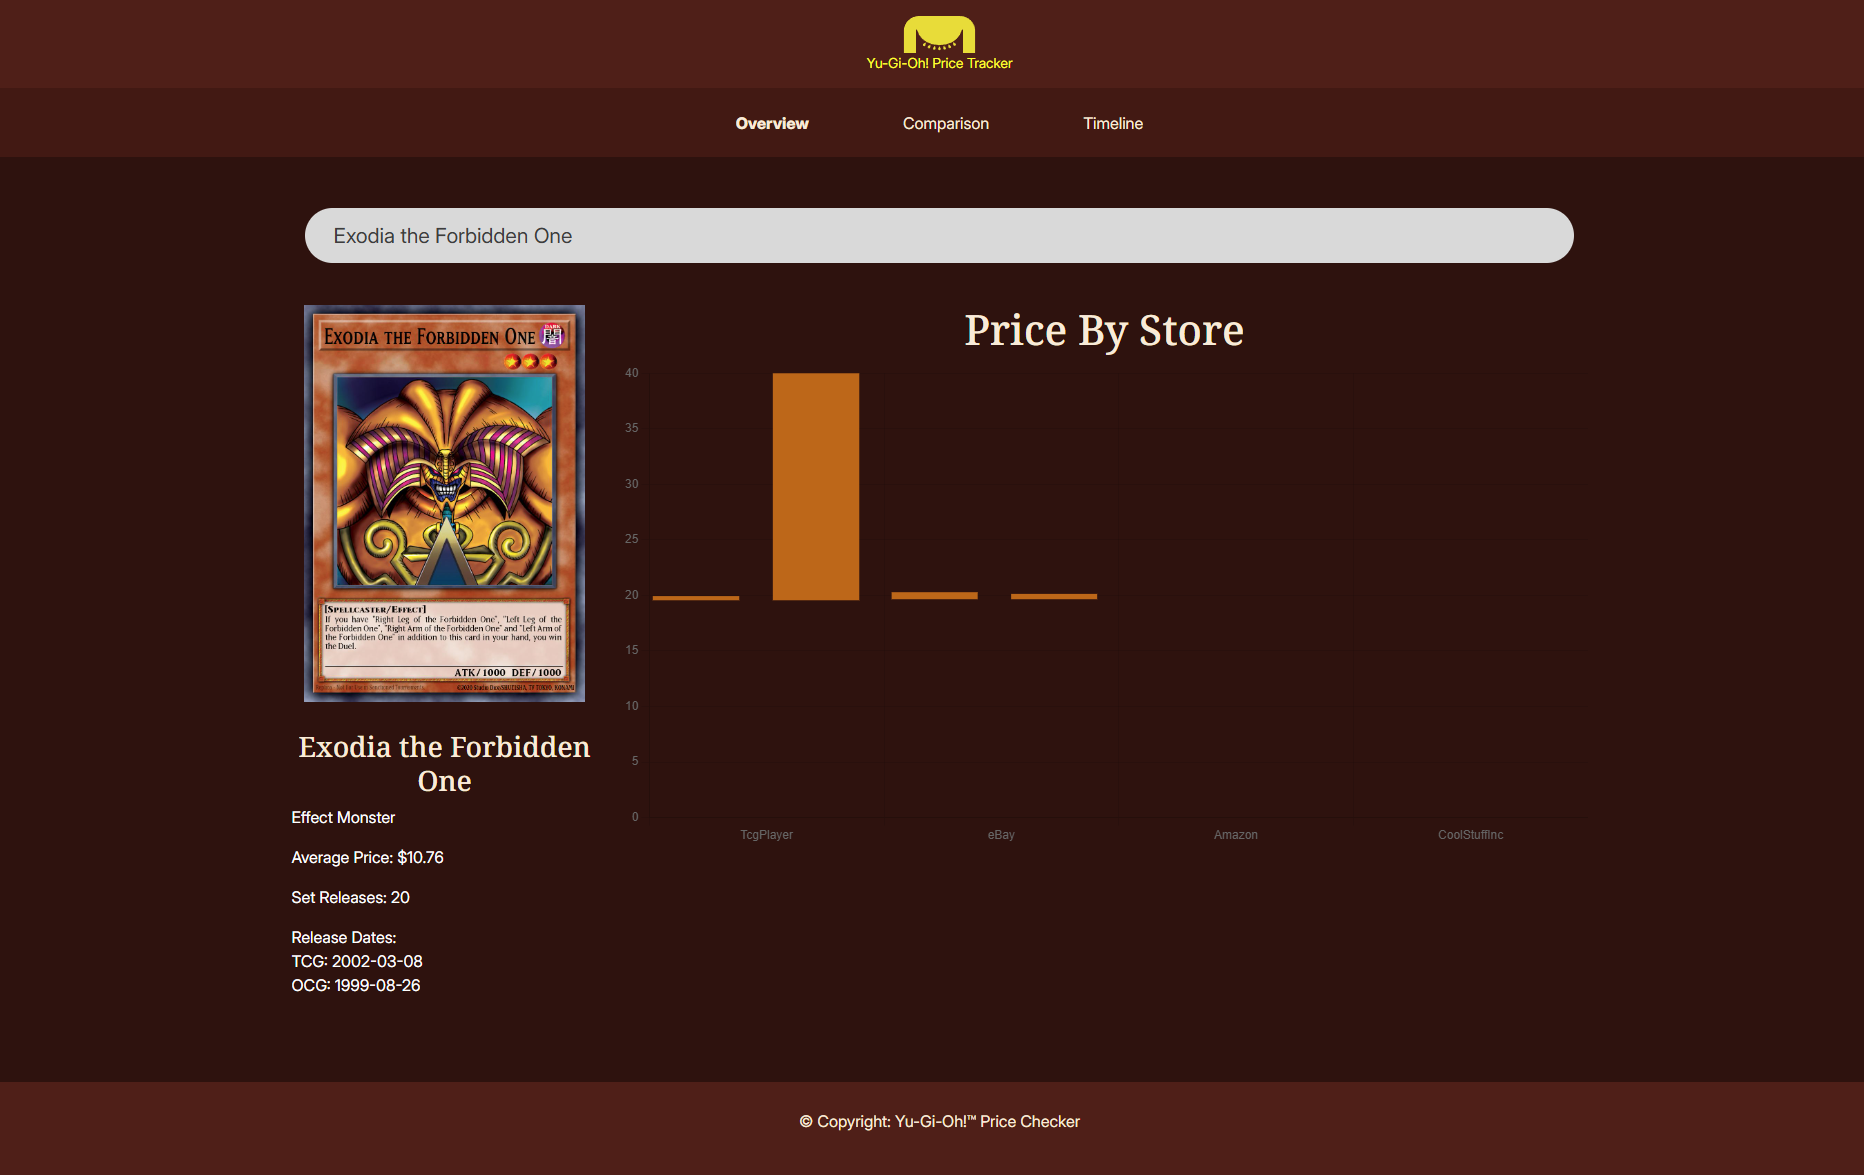 Yu-Gi-Oh! Price Tracker
Overview
Comparison
Timeline
Exodia the Forbidden One
EXODIA THE FORBIDDEN ONE
DARK
闇
[SPELLCASTER/EFFECT]
If you have "Right Leg of the Forbidden One", "Left Leg of the
Forbidden One", "Right Arm of the Forbidden One" and "Left Arm of
the Forbidden One" in addition to this card in your hand, you win
the Duel.
ATK/1000 DEF/1000
Exodia the Forbidden
One
Effect Monster
Average Price: $10.76
Set Releases: 20
Release Dates:
TCG: 2002-03-08
OCG: 1999-08-26
Price By Store
40
35
30
25
20
15
10
5
0
TcgPlayer
eBay
Amazon
CoolStuffInc
© Copyright: Yu-Gi-Oh!™ Price Checker